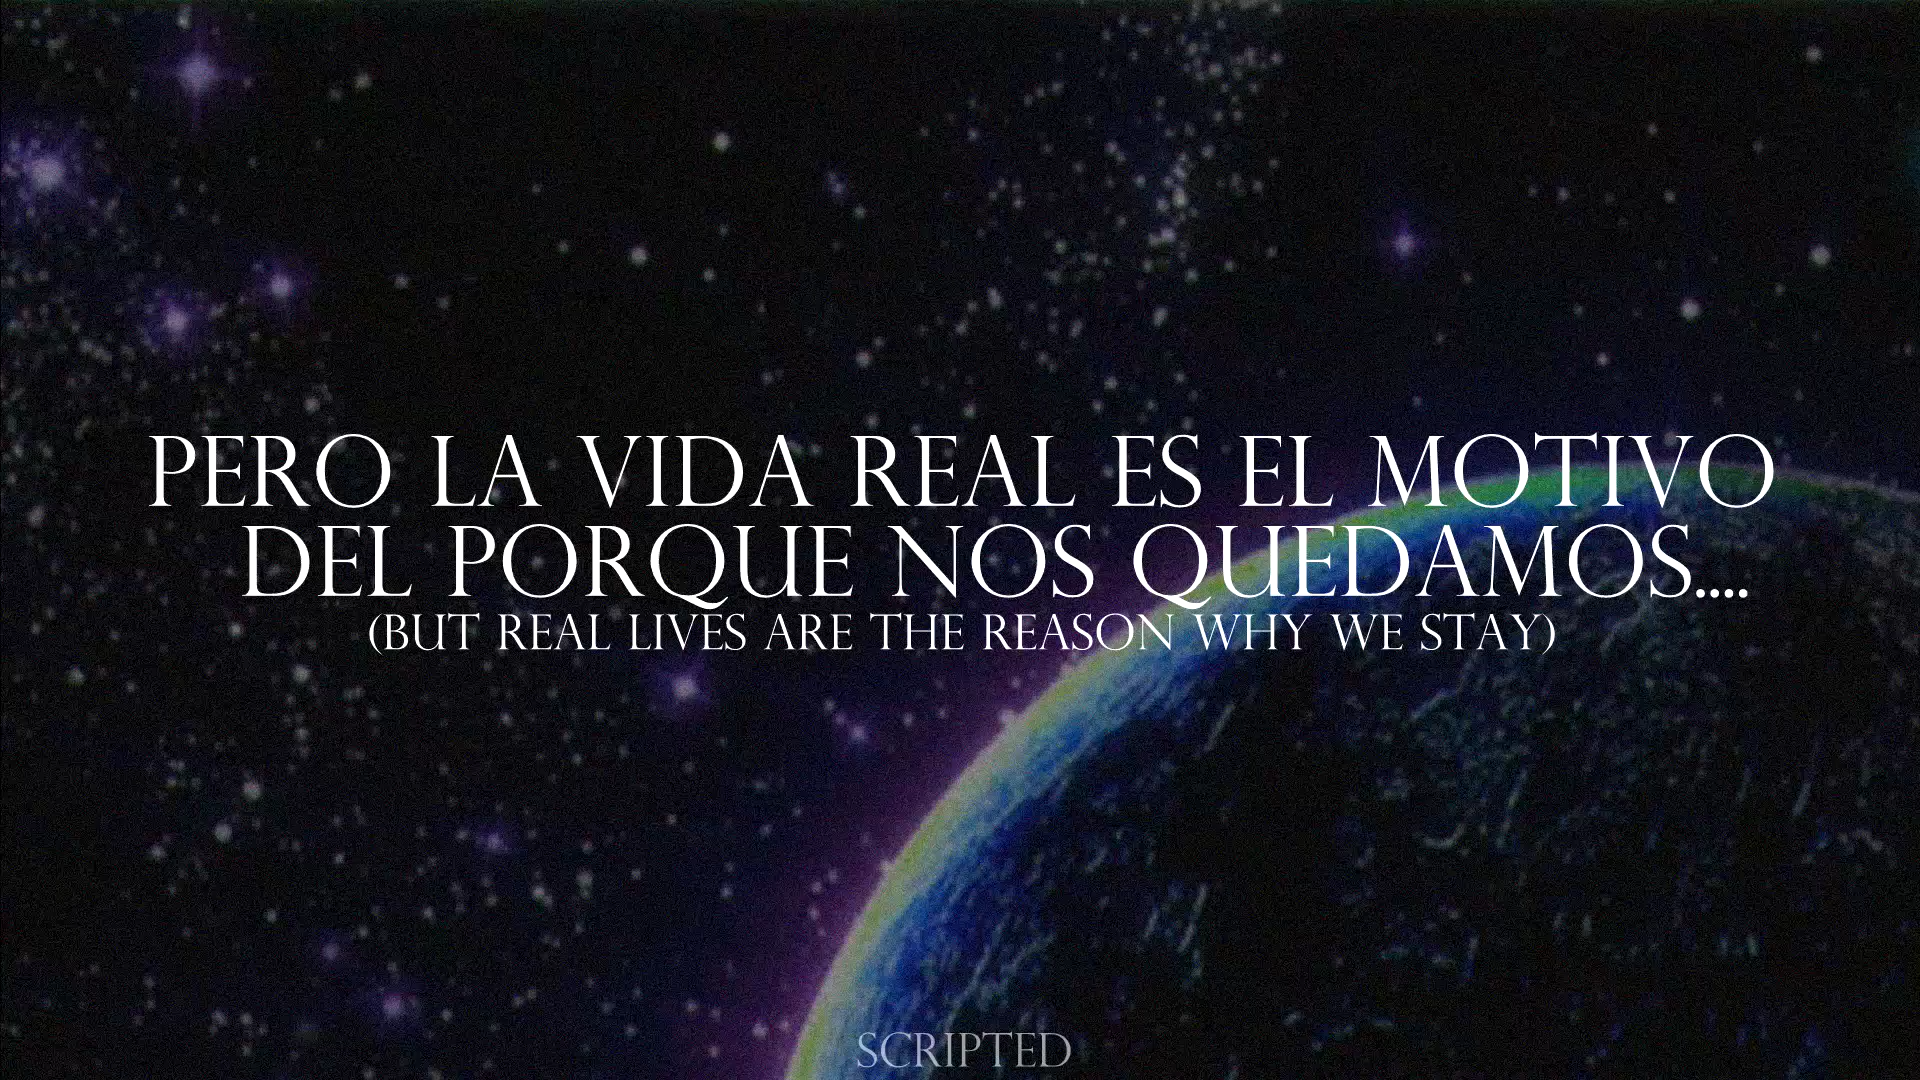 PERO LA VIDA REAL ES EL MOTIVO
DEL PORQUE NOS QUEDAMOS....
(BUT REAL LIVES ARE THE REASON WHY WE STAY)
SCRIPTED